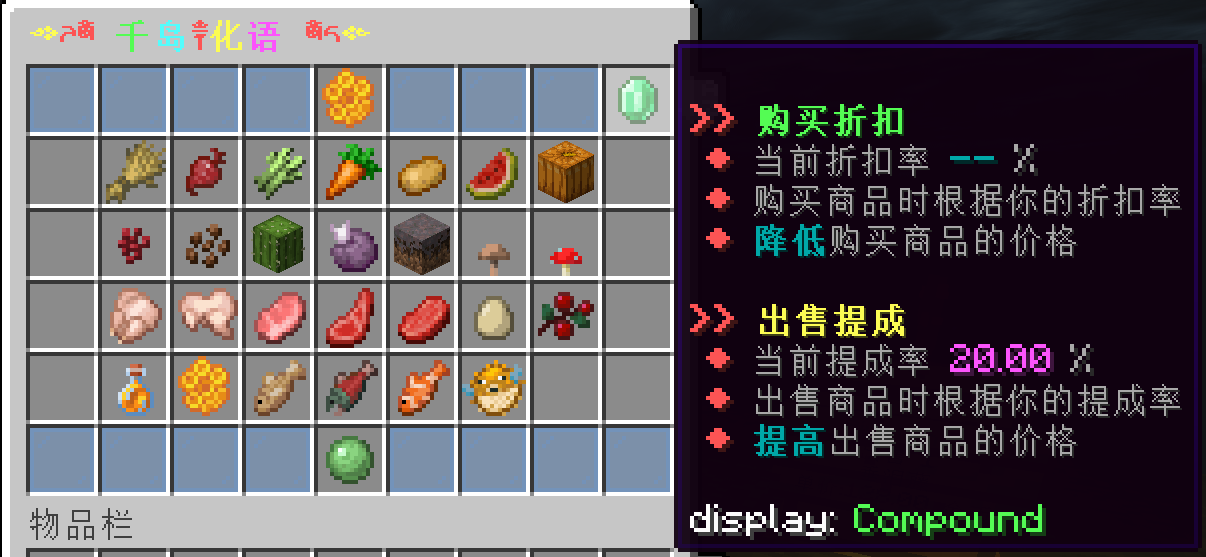 千岛化语
购买折扣
当前折扣率 -- %
购买商品时根据你的折扣率
降低购买商品的价格
出售提成
当前提成率 20.00 %
出售商品时根据你的提成率
提高出售商品的价格
display: Compound
物品栏